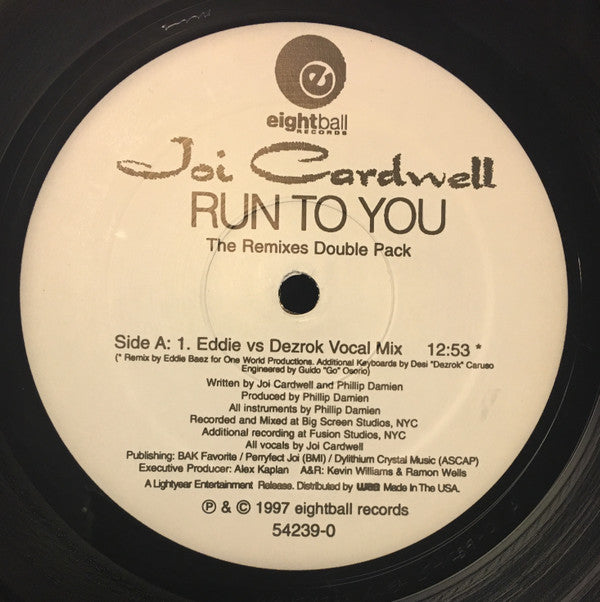 e
eightball
RECORDS
Joi Cardwell
RUN TO YOU
The Remixes Double Pack
Side A: 1. Eddie vs Dezrok Vocal Mix 12:53 *
(* Remix by Eddie Baez for One World Productions. Additional Keyboards by Desi "Dezrok" Caruso
Engineered by Guido "Go" Osorio)
Written by Joi Cardwell and Phillip Damien
Produced by Phillip Damien
All instruments by Phillip Damien
Recorded and Mixed at Big Screen Studios, NYC
Additional recording at Fusion Studios, NYC
All vocals by Joi Cardwell
Publishing: BAK Favorite / Perryfect Joi (BMI) / Dylithium Crystal Music (ASCAP)
Executive Producer: Alex Kaplan A&R: Kevin Williams & Ramon Wells
A Lightyear Entertainment Release. Distributed by wea Made In The USA.
℗ & © 1997 eightball records
54239-0